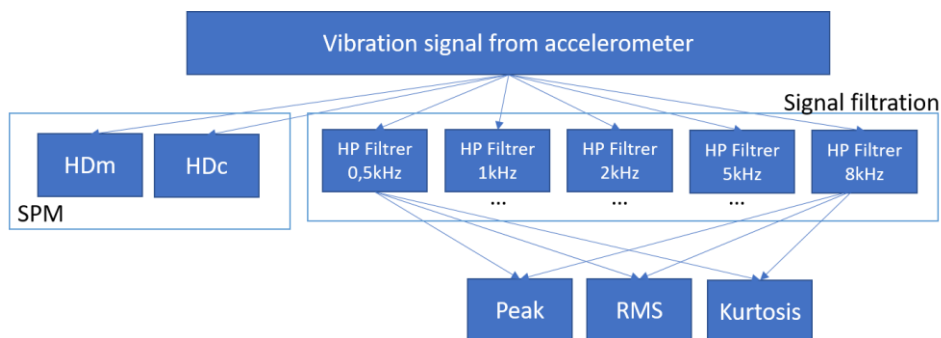 Vibration signal from accelerometer
Signal filtration
HDm
HDc
SPM
HP Filtrer
0,5kHz
HP Filtrer
1kHz
...
HP Filtrer
2kHz
...
HP Filtrer
5kHz
...
HP Filtrer
8kHz
Peak
RMS
Kurtosis